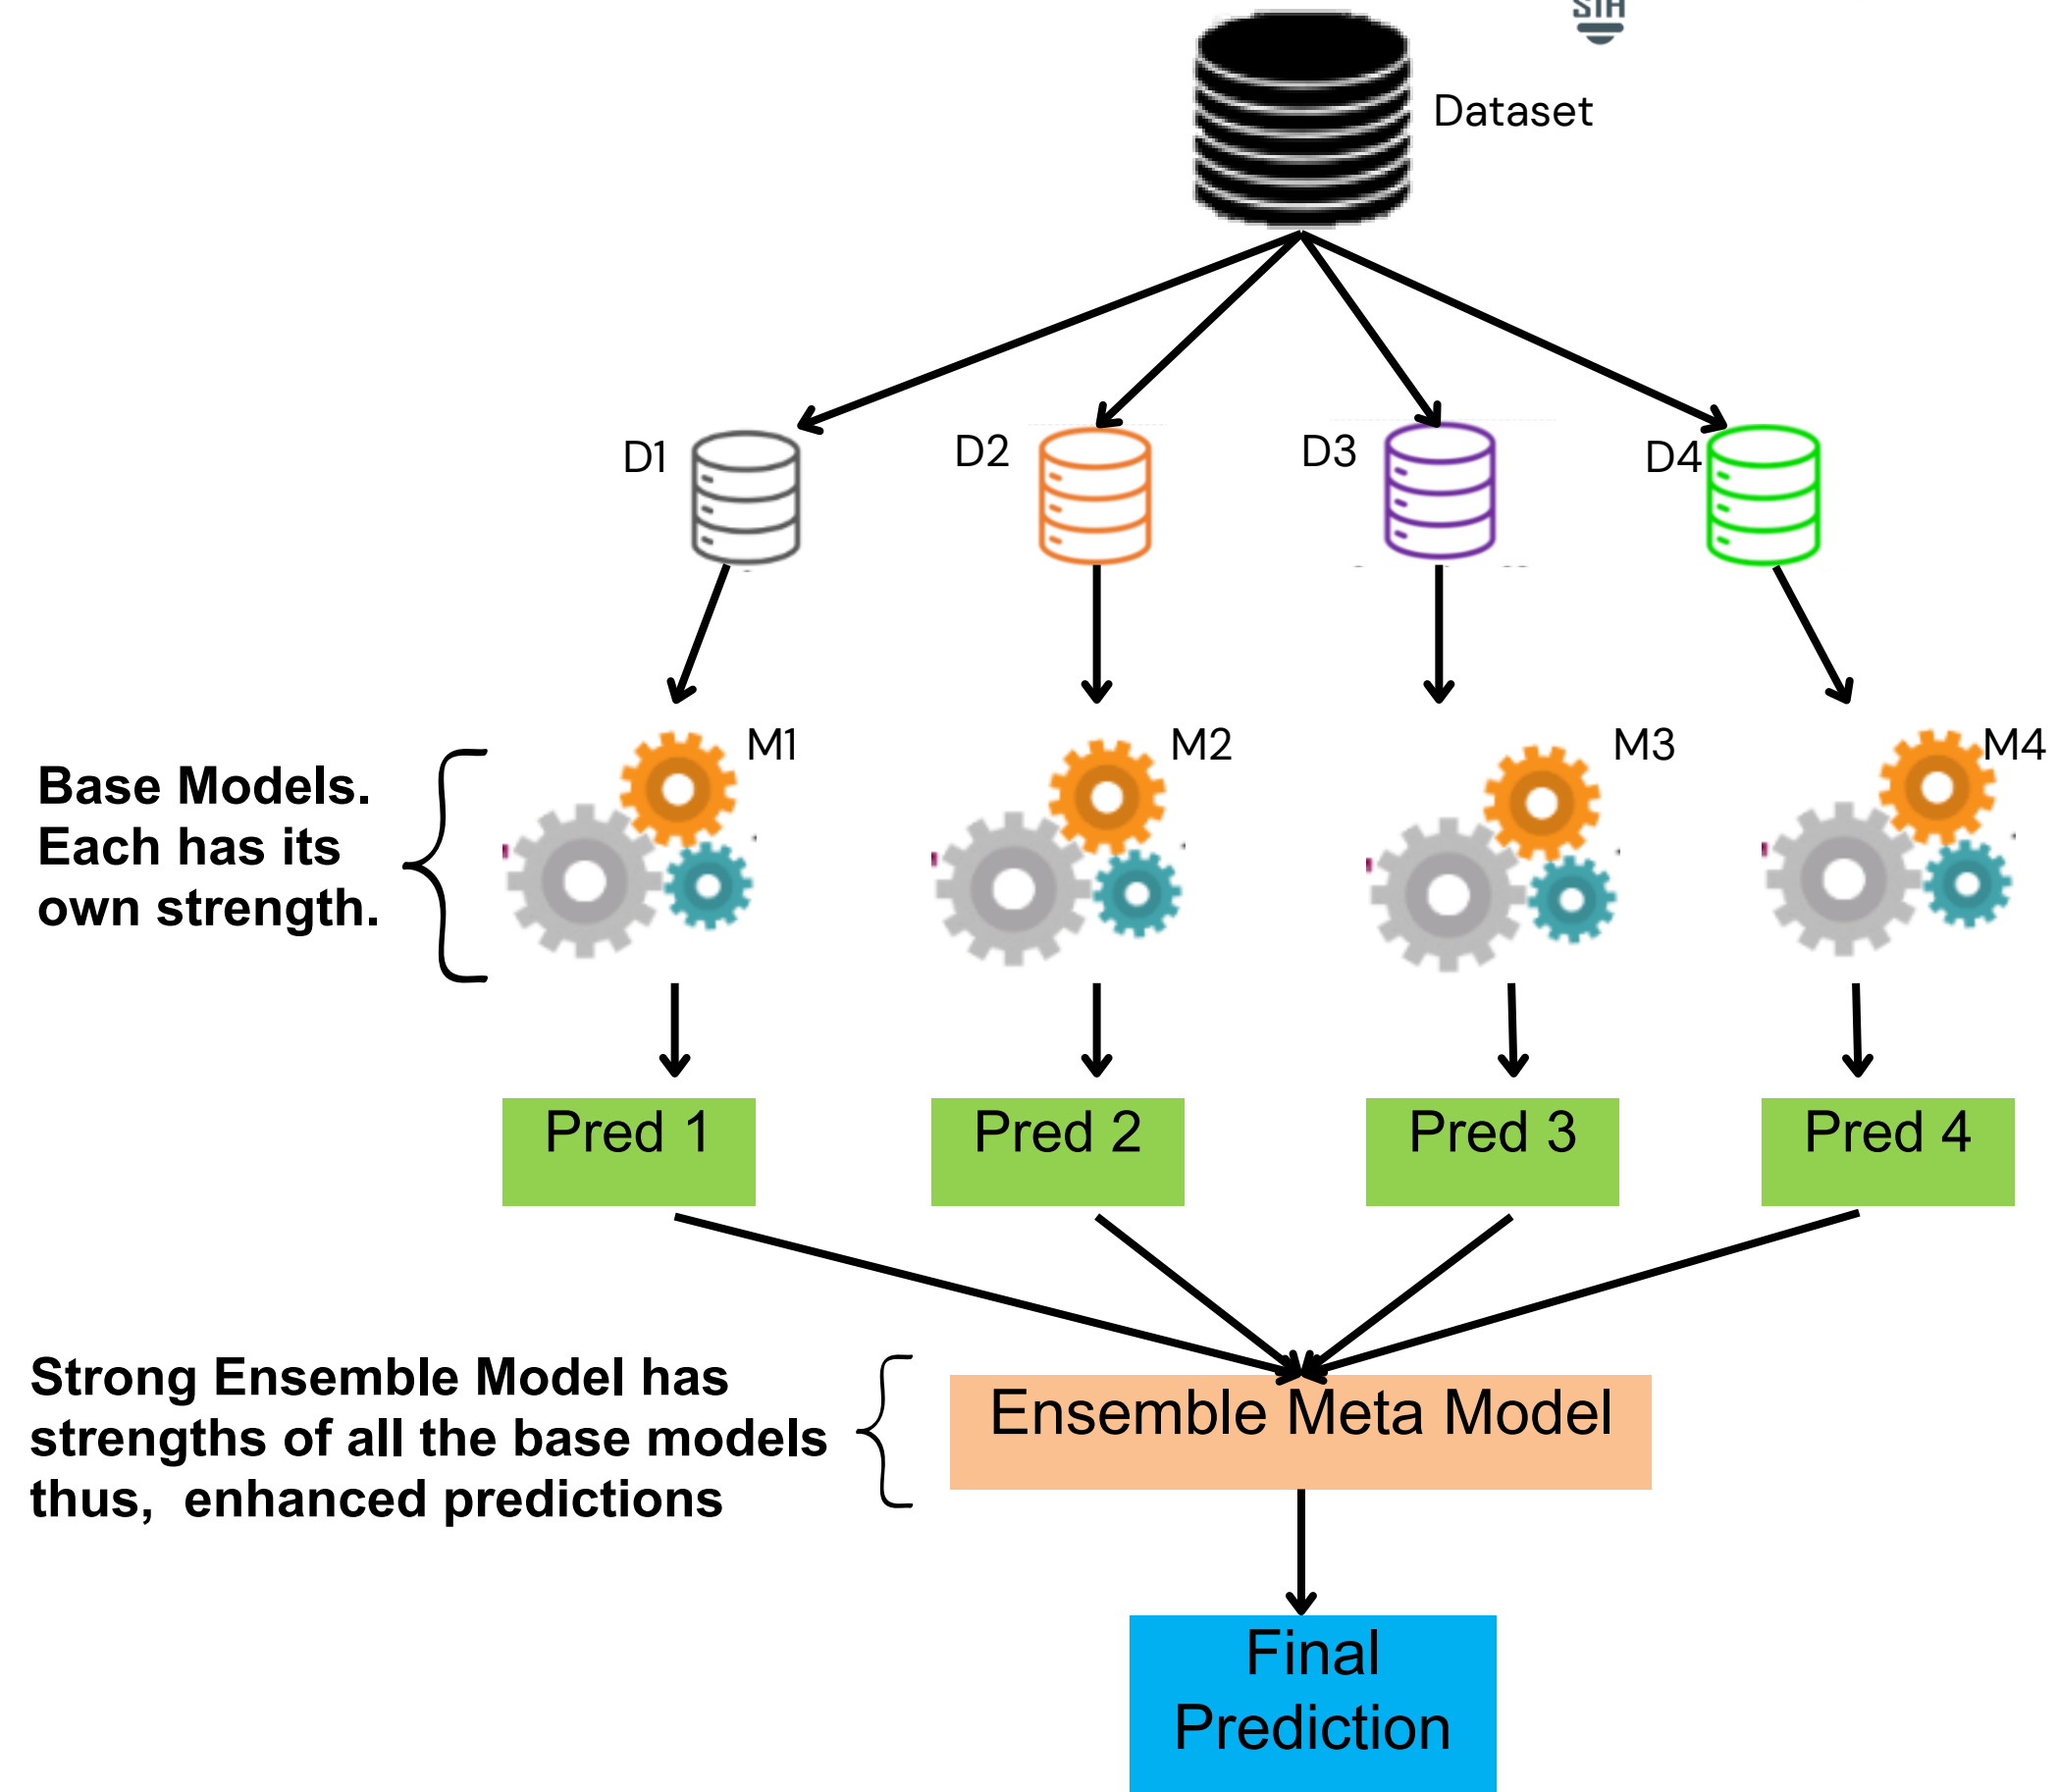 Dataset
D1
D2
D3
D4
M1
M2
M3
M4
Base Models.
Each has its
own strength.
Pred 1
Pred 2
Pred 3
Pred 4
Strong Ensemble Model has
strengths of all the base models
thus, enhanced predictions
Ensemble Meta Model
Final
Prediction